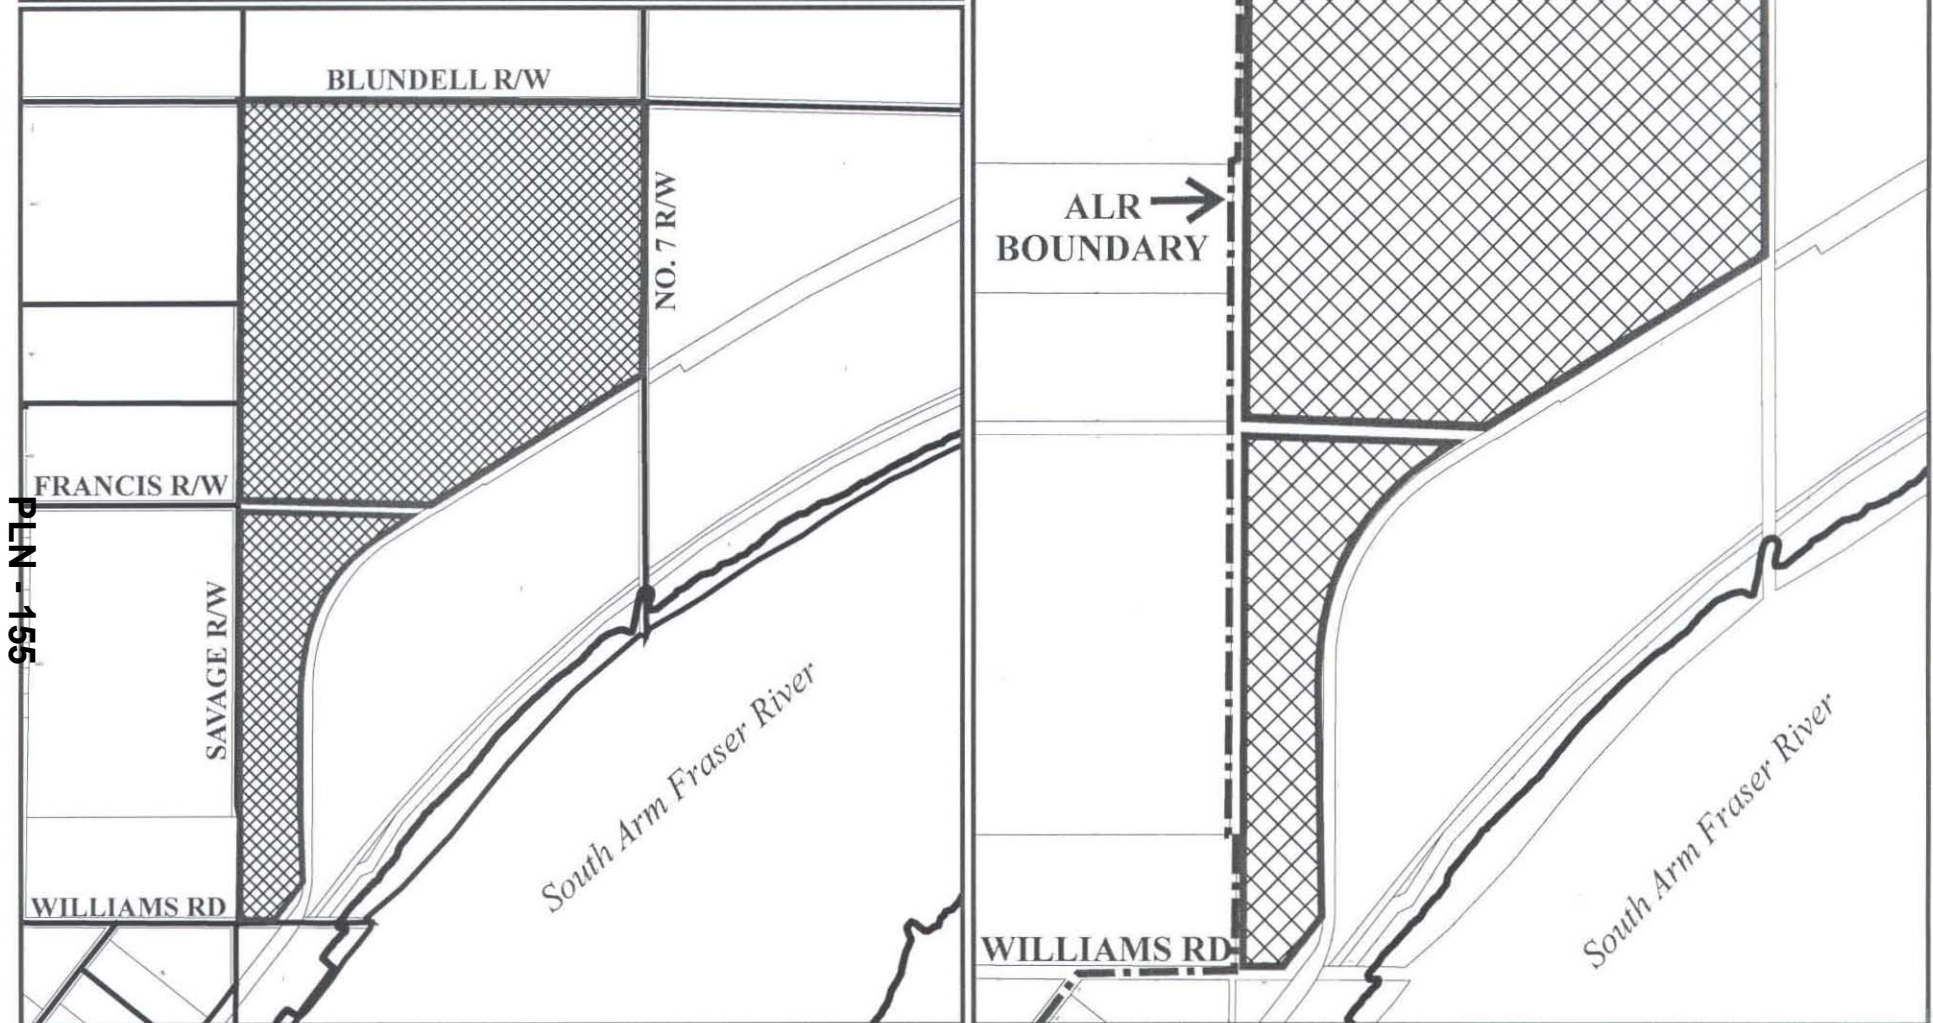 BLUNDELL R/W
NO. 7 R/W
FRANCIS R/W
SAVAGE R/W
WILLIAMS RD
South Arm Fraser River
PLN - 155
ALR
BOUNDARY
WILLIAMS RD
South Arm Fraser River